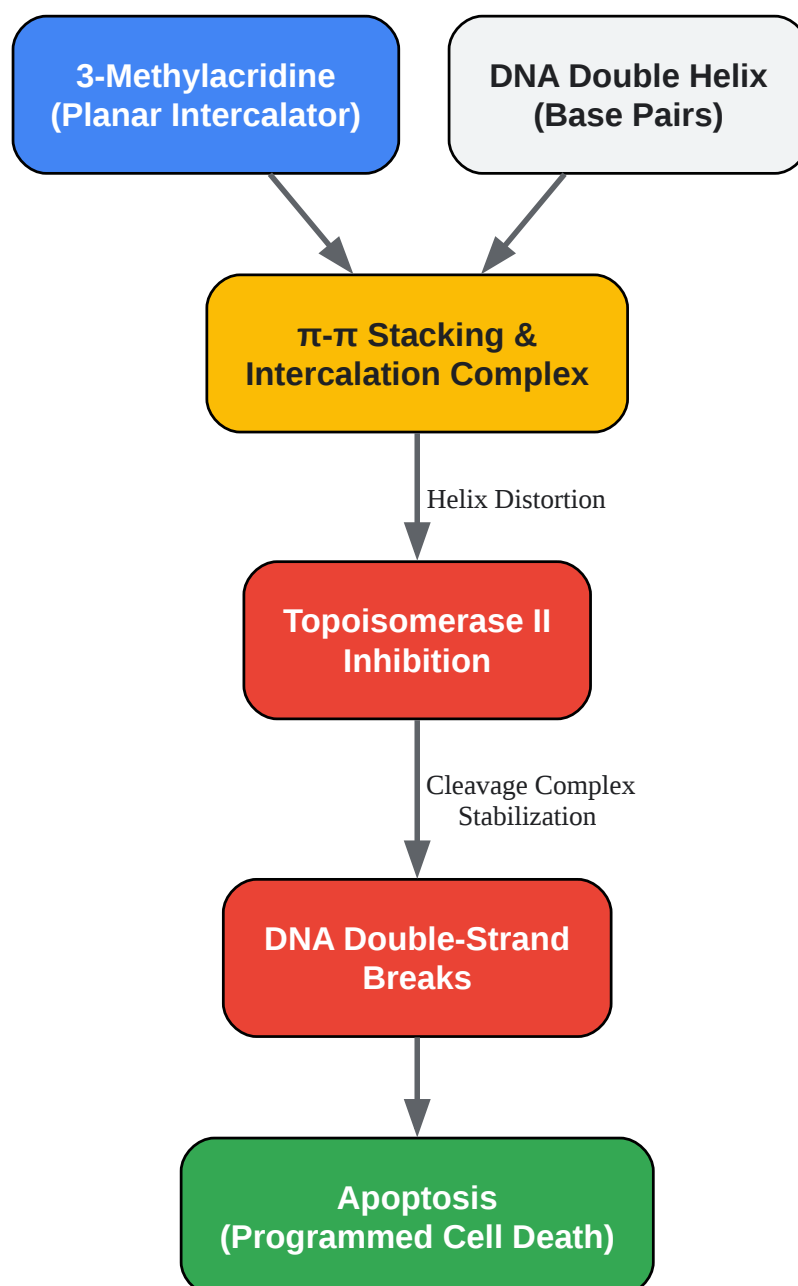 3-Methylacridine
(Planar Intercalator)
DNA Double Helix
(Base Pairs)
π-π Stacking &
Intercalation Complex
Helix Distortion
Topoisomerase II
Inhibition
Cleavage Complex
Stabilization
DNA Double-Strand
Breaks
Apoptosis
(Programmed Cell Death)